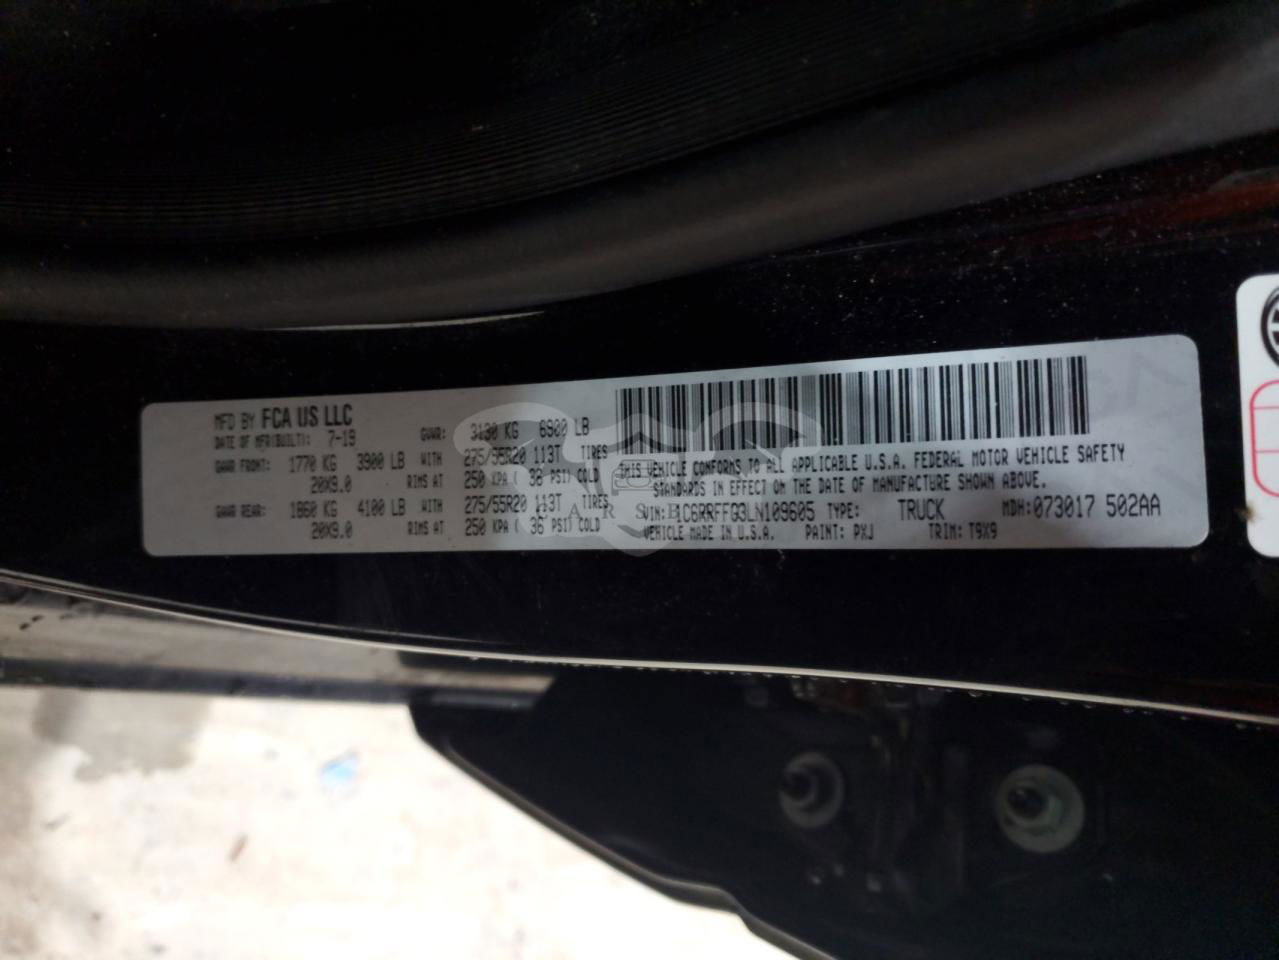 MFD BY FCA US LLC
DATE OF MFR(BUILT): 7-19 GVWR: 3130 KG 6900 LB
GAWR FRONT: 1770 KG 3900 LB WITH 275/55R20 113T TIRES
20X9.0 RIMS AT 250 KPA ( 36 PSI) COLD
GAWR REAR: 1860 KG 4100 LB WITH 275/55R20 113T TIRES
20X9.0 RIMS AT 250 KPA ( 36 PSI) COLD
THIS VEHICLE CONFORMS TO ALL APPLICABLE U.S.A. FEDERAL MOTOR VEHICLE SAFETY
STANDARDS IN EFFECT ON THE DATE OF MANUFACTURE SHOWN ABOVE.
VIN: 1C6RRFFG3LN109605 TYPE: TRUCK MDH:073017 502AA
VEHICLE MADE IN U.S.A. PAINT: PXJ TRIM: T9X9